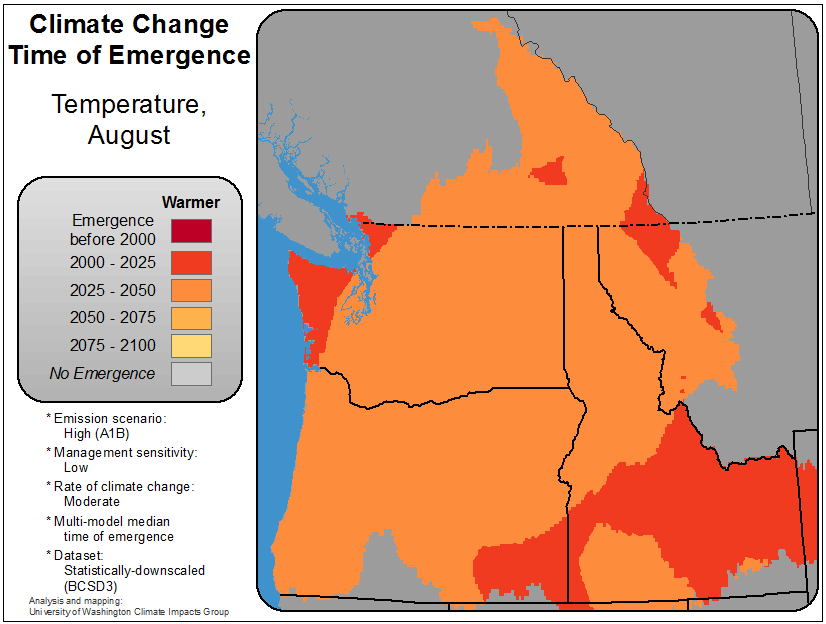 Climate Change
Time of Emergence
Temperature,
August
Warmer
Emergence
before 2000
2000 - 2025
2025 - 2050
2050 - 2075
2075 - 2100
No Emergence
* Emission scenario:
High (A1B)
* Management sensitivity:
Low
* Rate of climate change:
Moderate
* Multi-model median
time of emergence
* Dataset:
Statistically-downscaled
(BCSD3)
Analysis and mapping:
University of Washington Climate Impacts Group